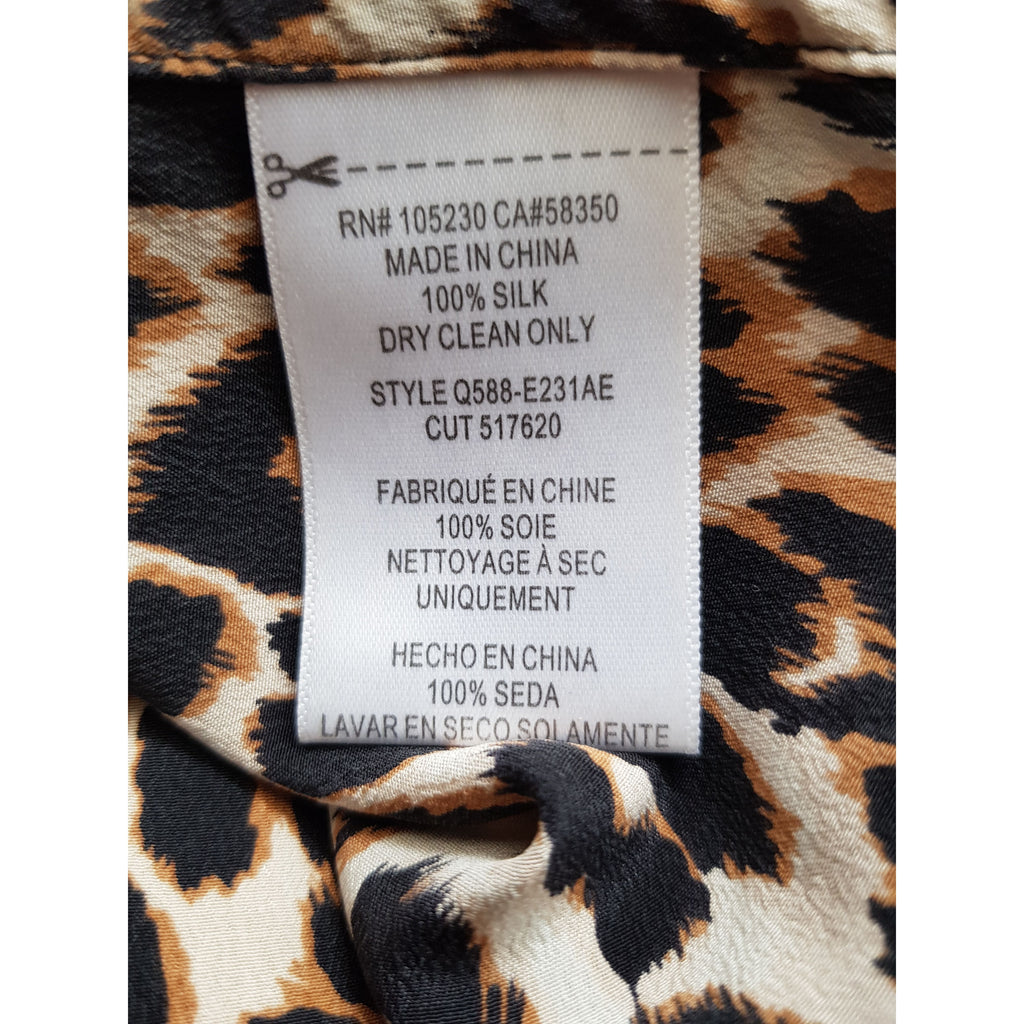 RN# 105230 CA#58350
MADE IN CHINA
100% SILK
DRY CLEAN ONLY
STYLE Q588-E231AE
CUT 517620
FABRIQUÉ EN CHINE
100% SOIE
NETTOYAGE À SEC
UNIQUEMENT
HECHO EN CHINA
100% SEDA
LAVAR EN SECO SOLAMENTE